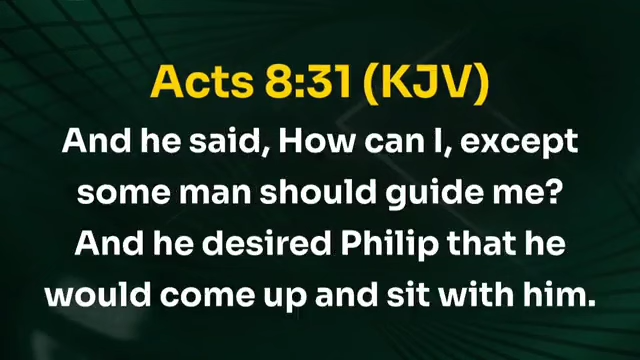 Acts 8:31 (KJV)
And he said, How can I, except
some man should guide me?
And he desired Philip that he
would come up and sit with him.